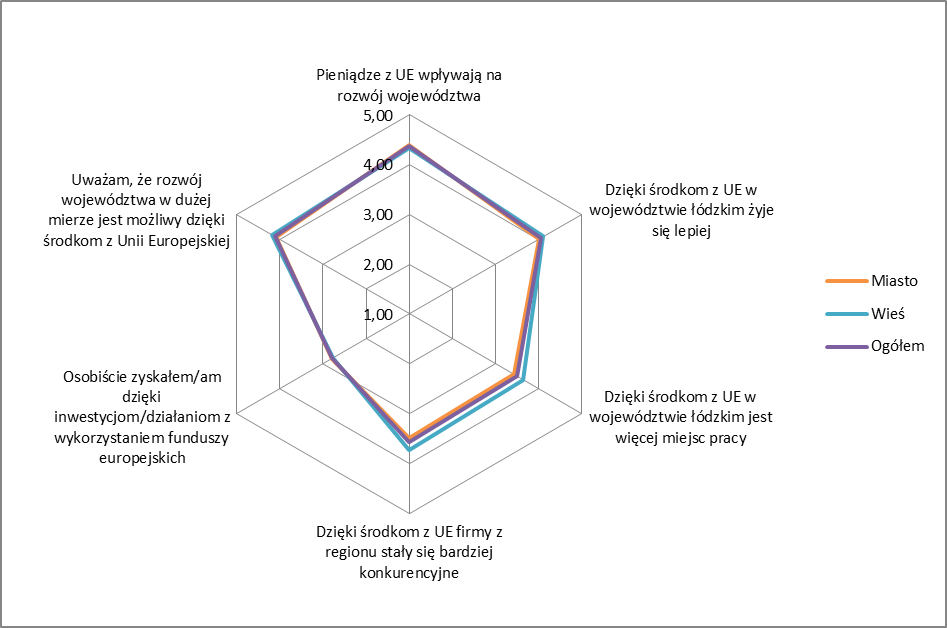 Pieniądze z UE wpływają na
rozwój województwa
5,00
4,00
3,00
2,00
1,00
Dzięki środkom z UE w
województwie łódzkim żyje
się lepiej
Dzięki środkom z UE w
województwie łódzkim jest
więcej miejsc pracy
Dzięki środkom z UE firmy z
regionu stały się bardziej
konkurencyjne
Osobiście zyskałem/am
dzięki
inwestycjom/działaniom z
wykorzystaniem funduszy
europejskich
Uważam, że rozwój
województwa w dużej
mierze jest możliwy dzięki
środkom z Unii Europejskiej
Miasto
Wieś
Ogółem